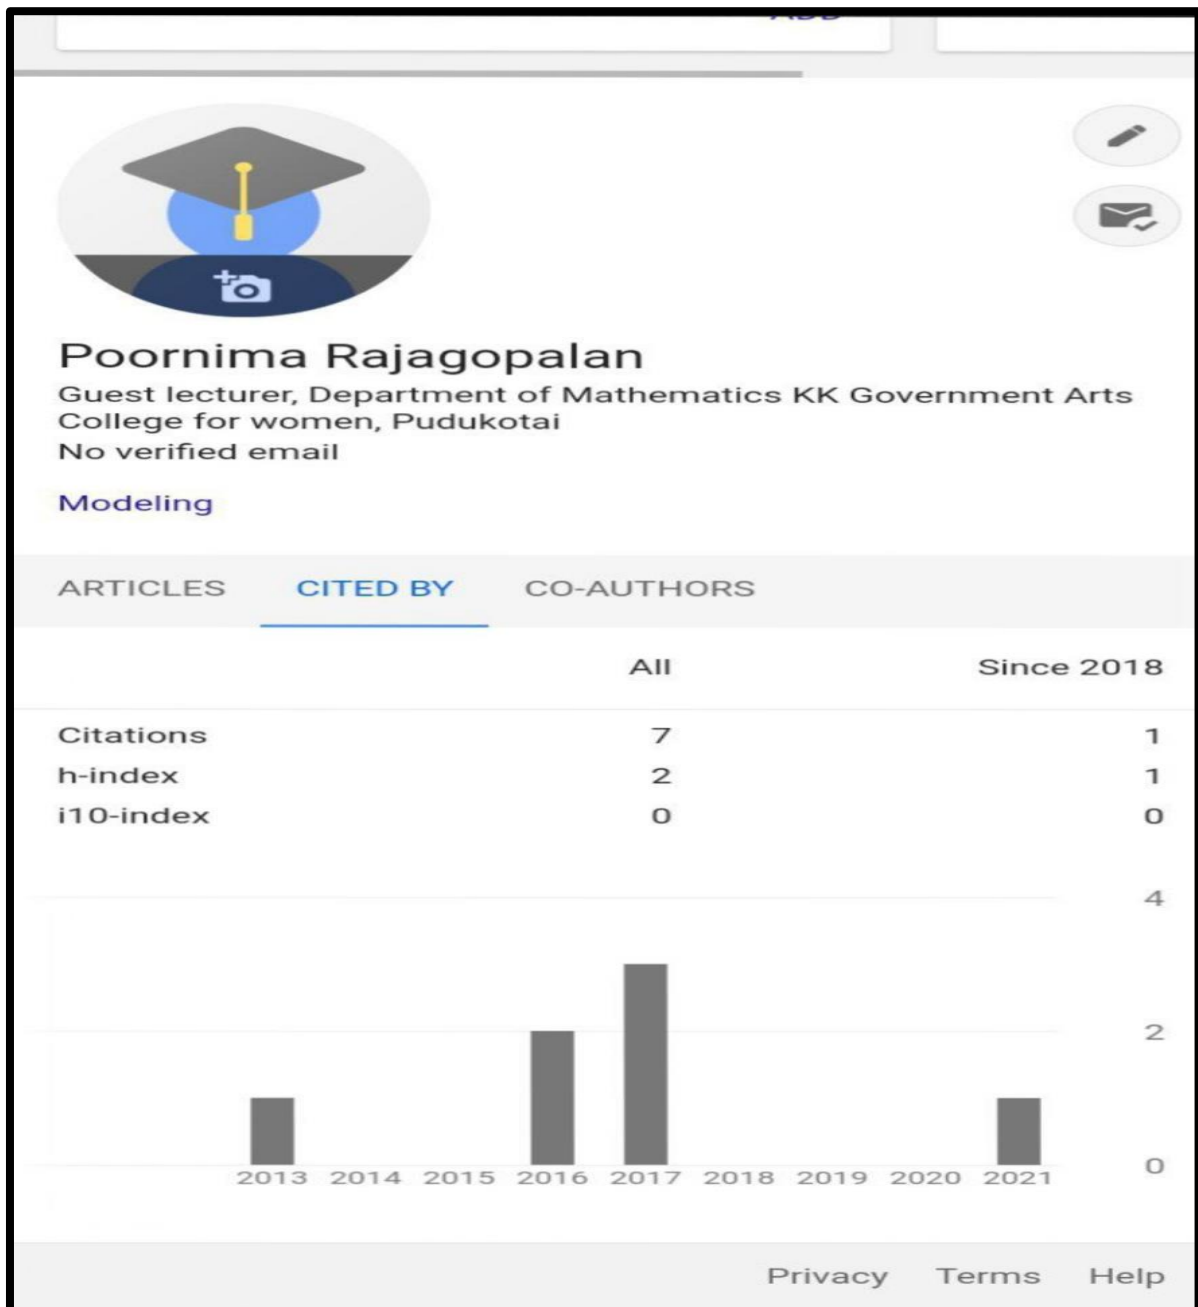 Poornima Rajagopalan
Guest lecturer, Department of Mathematics KK Government Arts
College for women, Pudukotai
No verified email
Modeling
ARTICLES CITED BY CO-AUTHORS
All Since 2018
Citations 7 1
h-index 2 1
i10-index 0 0
4
2
0
2013 2014 2015 2016 2017 2018 2019 2020 2021
Privacy Terms Help